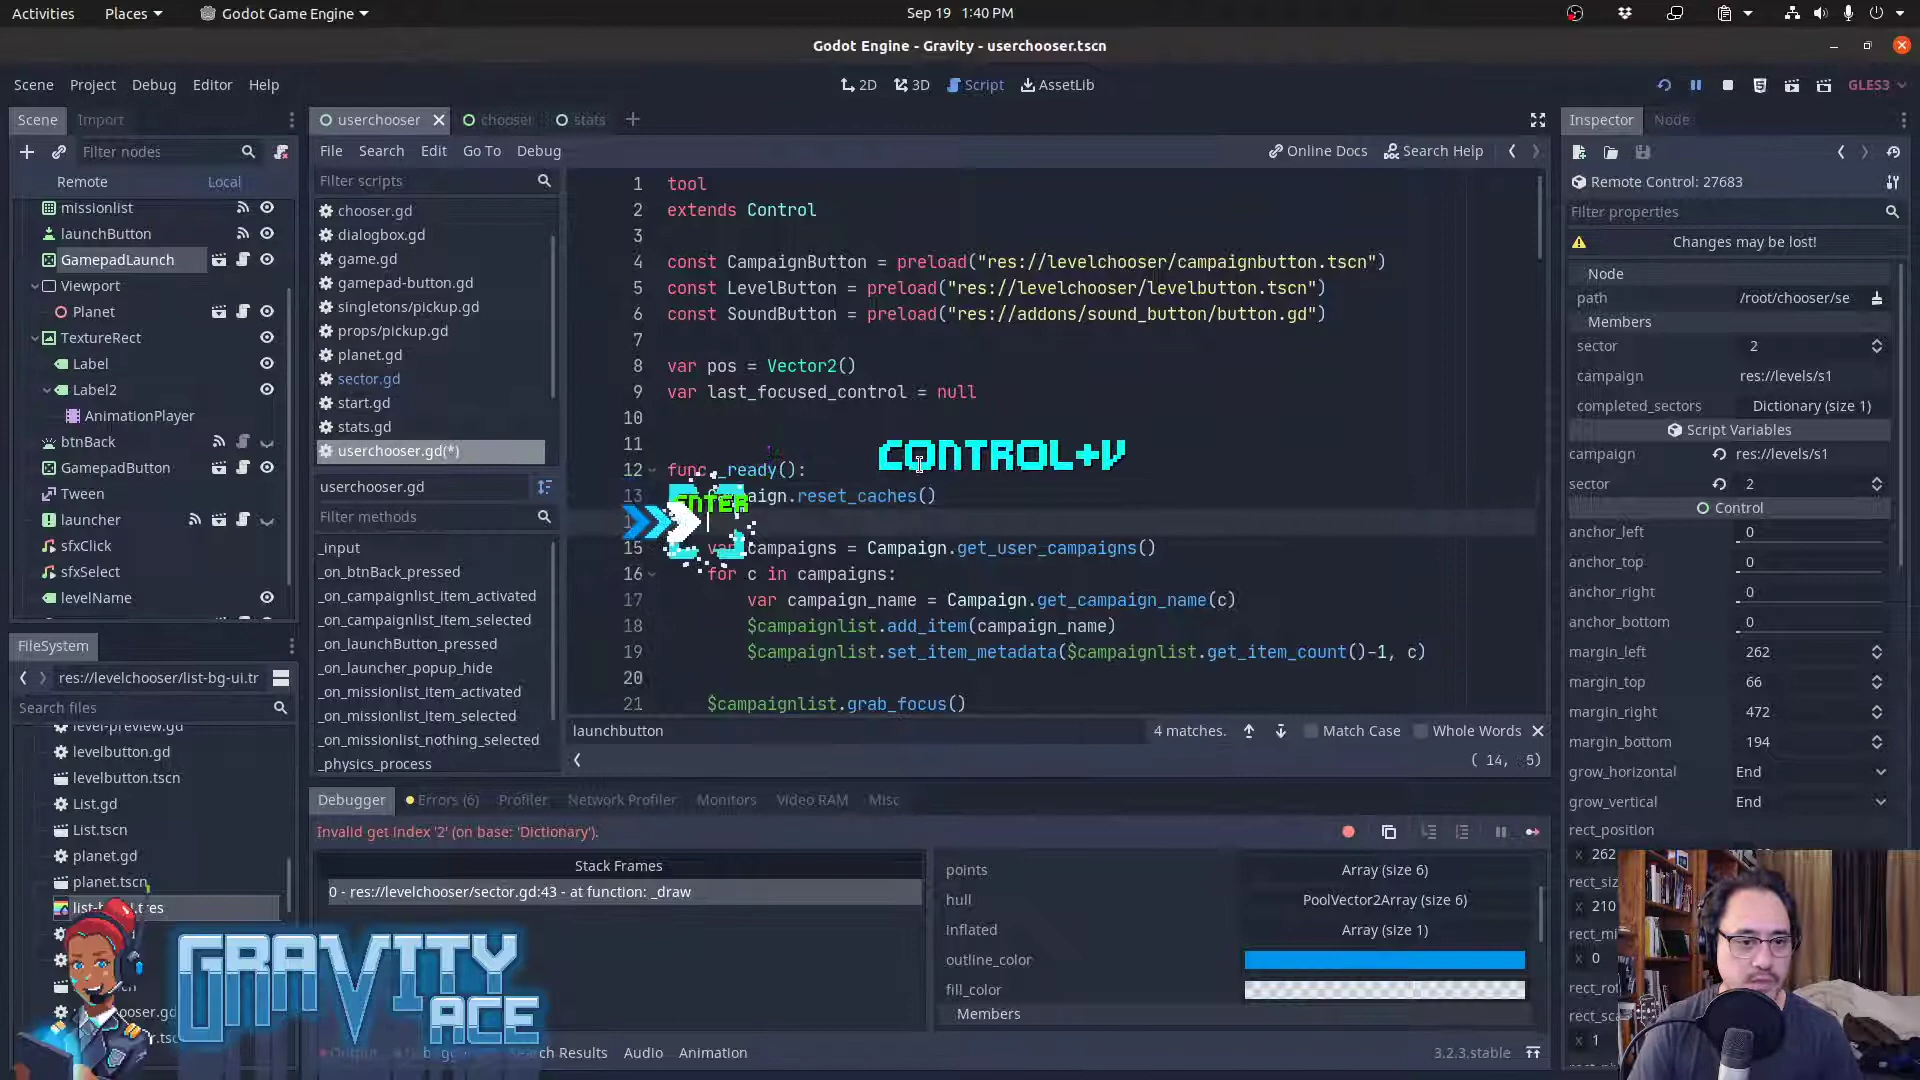 Activities Places Godot Game Engine Sep 19 1:40 PM
Godot Engine - Gravity - userchooser.tscn
Scene Project Debug Editor Help 2D 3D Script AssetLib GLES3
Scene Import
Filter nodes
Remote Local
missionlist
launchButton
GamepadLaunch
Viewport
Planet
TextureRect
Label
Label2
AnimationPlayer
btnBack
GamepadButton
Tween
launcher
sfxClick
sfxSelect
levelName
FileSystem
res://levelchooser/list-bg-ui.tr
Search files
level-preview.gd
levelbutton.gd
levelbutton.tscn
List.gd
List.tscn
planet.gd
planet.tscn
userchooser chooser stats
File Search Edit Go To Debug Online Docs Search Help
Filter scripts
chooser.gd
dialogbox.gd
game.gd
gamepad-button.gd
singletons/pickup.gd
props/pickup.gd
planet.gd
sector.gd
start.gd
stats.gd
userchooser.gd(*)
userchooser.gd
Filter methods
_input
_on_btnBack_pressed
_on_campaignlist_item_activated
_on_campaignlist_item_selected
_on_launchButton_pressed
_on_launcher_popup_hide
_on_missionlist_item_activated
_on_missionlist_item_selected
_on_missionlist_nothing_selected
_physics_process
1 tool
2 extends Control
3
4 const CampaignButton = preload("res://levelchooser/campaignbutton.tscn")
5 const LevelButton = preload("res://levelchooser/levelbutton.tscn")
6 const SoundButton = preload("res://addons/sound_button/button.gd")
7
8 var pos = Vector2()
9 var last_focused_control = null
10
11
12 func _ready():
13 aign.reset_caches()
15 var campaigns = Campaign.get_user_campaigns()
16 for c in campaigns:
17 var campaign_name = Campaign.get_campaign_name(c)
18 $campaignlist.add_item(campaign_name)
19 $campaignlist.set_item_metadata($campaignlist.get_item_count()-1, c)
20
21 $campaignlist.grab_focus()
CONTROL+V
ENTER
launchbutton 4 matches. Match Case Whole Words
( 14, 5)
Debugger Errors (6) Profiler Network Profiler Monitors Video RAM Misc
Invalid get index '2' (on base: 'Dictionary').
Stack Frames
0 - res://levelchooser/sector.gd:43 - at function: _draw
points Array (size 6)
hull PoolVector2Array (size 6)
inflated Array (size 1)
outline_color
fill_color
Members
Search Results Audio Animation 3.2.3.stable
GRAVITY
ACE
Inspector Node
Remote Control: 27683
Filter properties
Changes may be lost!
Node
path /root/chooser/se
Members
sector 2
campaign res://levels/s1
completed_sectors Dictionary (size 1)
Script Variables
campaign res://levels/s1
sector 2
Control
anchor_left 0
anchor_top 0
anchor_right 0
anchor_bottom 0
margin_left 262
margin_top 66
margin_right 472
margin_bottom 194
grow_horizontal End
grow_vertical End
rect_position
x 262
rect_siz
x 210
rect_mi
x 0
rect_rot
rect_sca
x 1